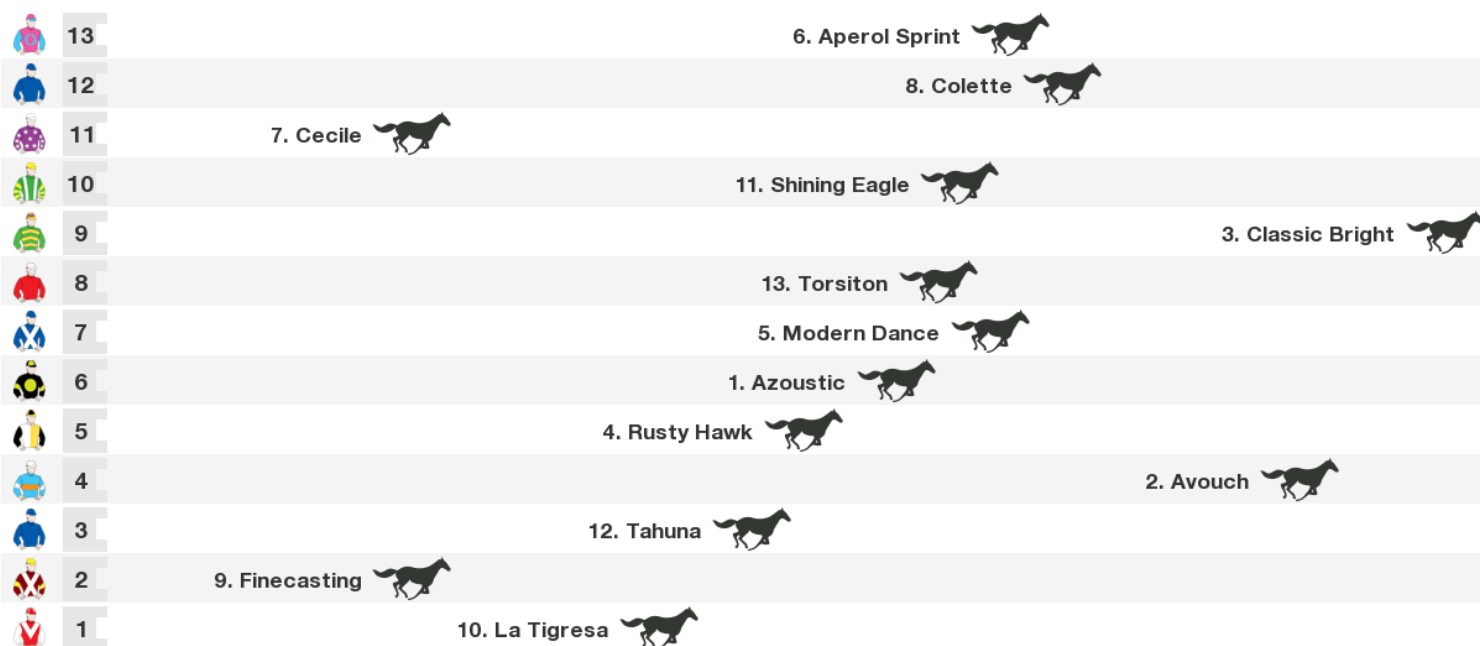 13 6. Aperol Sprint
12 8. Colette
11 7. Cecile
10 11. Shining Eagle
9 3. Classic Bright
8 13. Torsiton
7 5. Modern Dance
6 1. Azoustic
5 4. Rusty Hawk
4 2. Avouch
3 12. Tahuna
2 9. Finecasting
1 10. La Tigresa